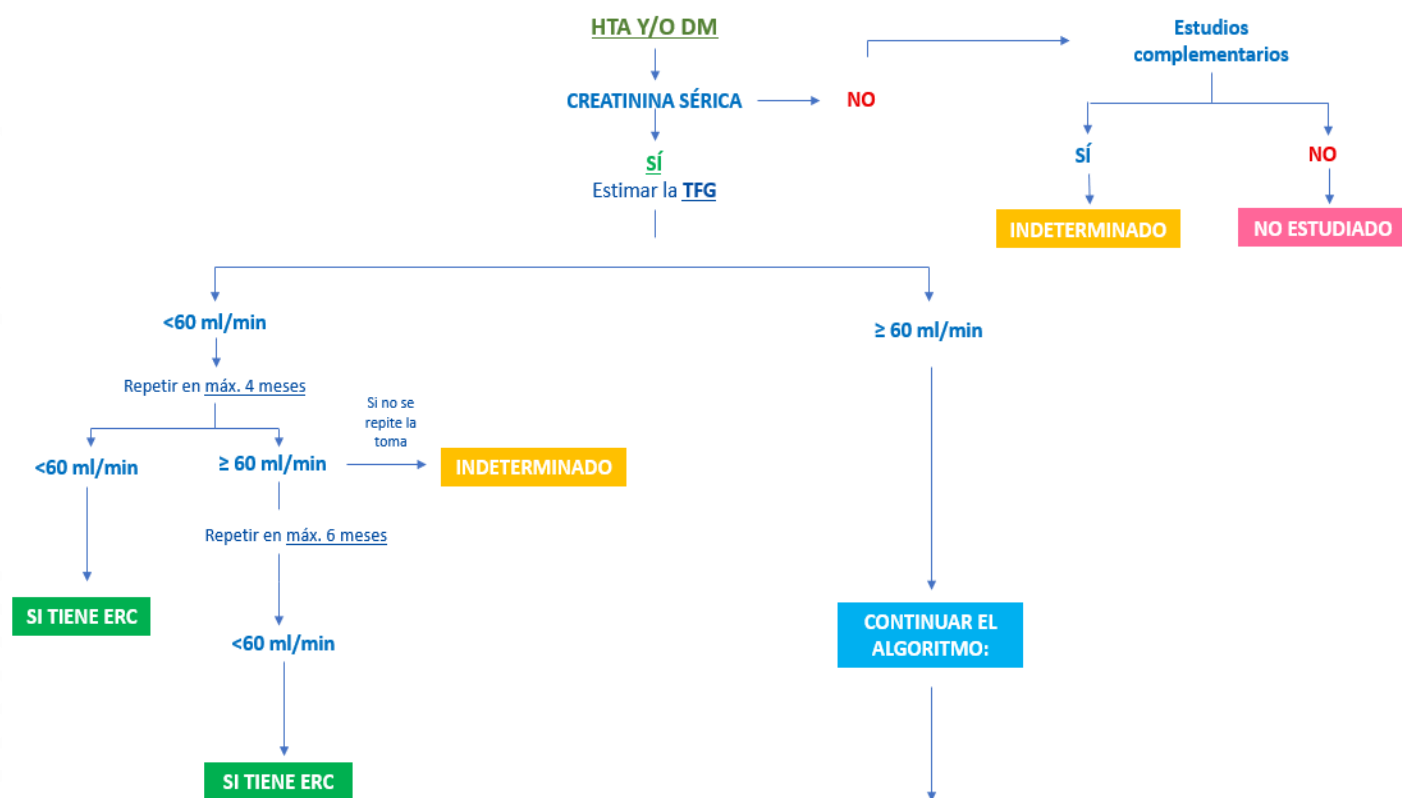 HTA Y/O DM
Estudios
complementarios
CREATININA SÉRICA
NO
SÍ
Estimar la TFG
SÍ
NO
INDETERMINADO
NO ESTUDIADO
<60 ml/min
≥ 60 ml/min
Repetir en máx. 4 meses
Si no se
repite la
toma
<60 ml/min
≥ 60 ml/min
INDETERMINADO
Repetir en máx. 6 meses
SI TIENE ERC
CONTINUAR EL
ALGORITMO:
<60 ml/min
SI TIENE ERC